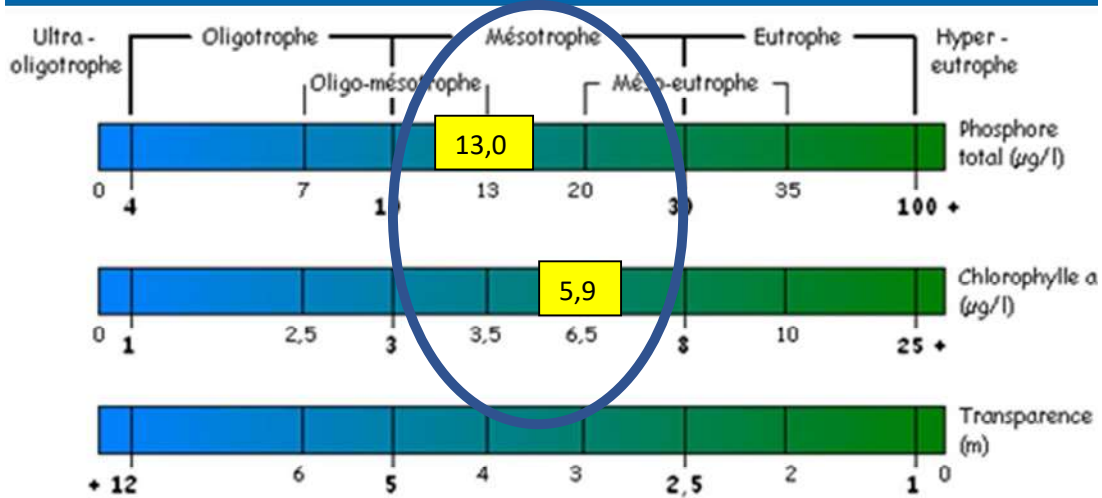 Ultra - oligotrophe
Oligotrophe
Mésotrophe
Eutrophe
Hyper - eutrophe
Oligo-mésotrophe
Méso-eutrophe
13,0
Phosphore total (µg/l)
0 4 7 10 13 20 30 35 100 +
5,9
Chlorophylle a (µg/l)
0 1 2,5 3 3,5 6,5 8 10 25 +
Transparence (m)
+ 12 6 5 4 3 2,5 2 1 0